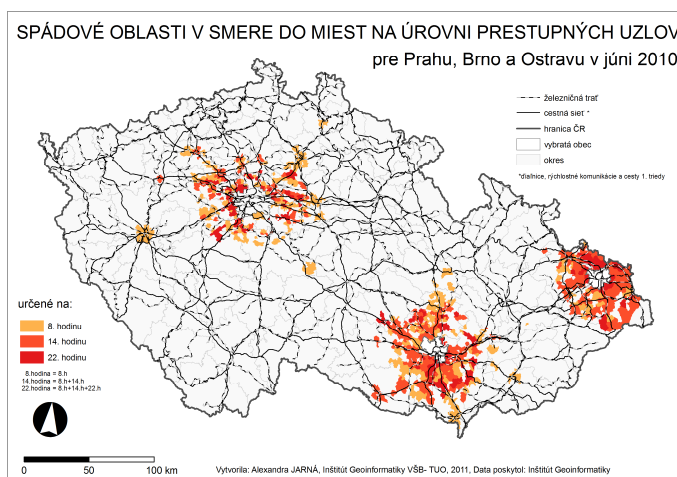 SPÁDOVÉ OBLASTI V SMERE DO MIEST NA ÚROVNI PRESTUPNÝCH UZLOV
pre Prahu, Brno a Ostravu v júni 2010
železničná trať
cestná sieť *
hranica ČR
vybratá obec
okres
*diaľnice, rýchlostné komunikácie a cesty 1. triedy
určené na:
8. hodinu
14. hodinu
22. hodinu
8.hodina = 8.h
14.hodina = 8.h+14.h
22.hodina = 8.h+14.h+22.h
0 50 100 km
Vytvorila: Alexandra JARNÁ, Inštitút Geoinformatiky VŠB- TUO, 2011, Data poskytol: Inštitút Geoinformatiky